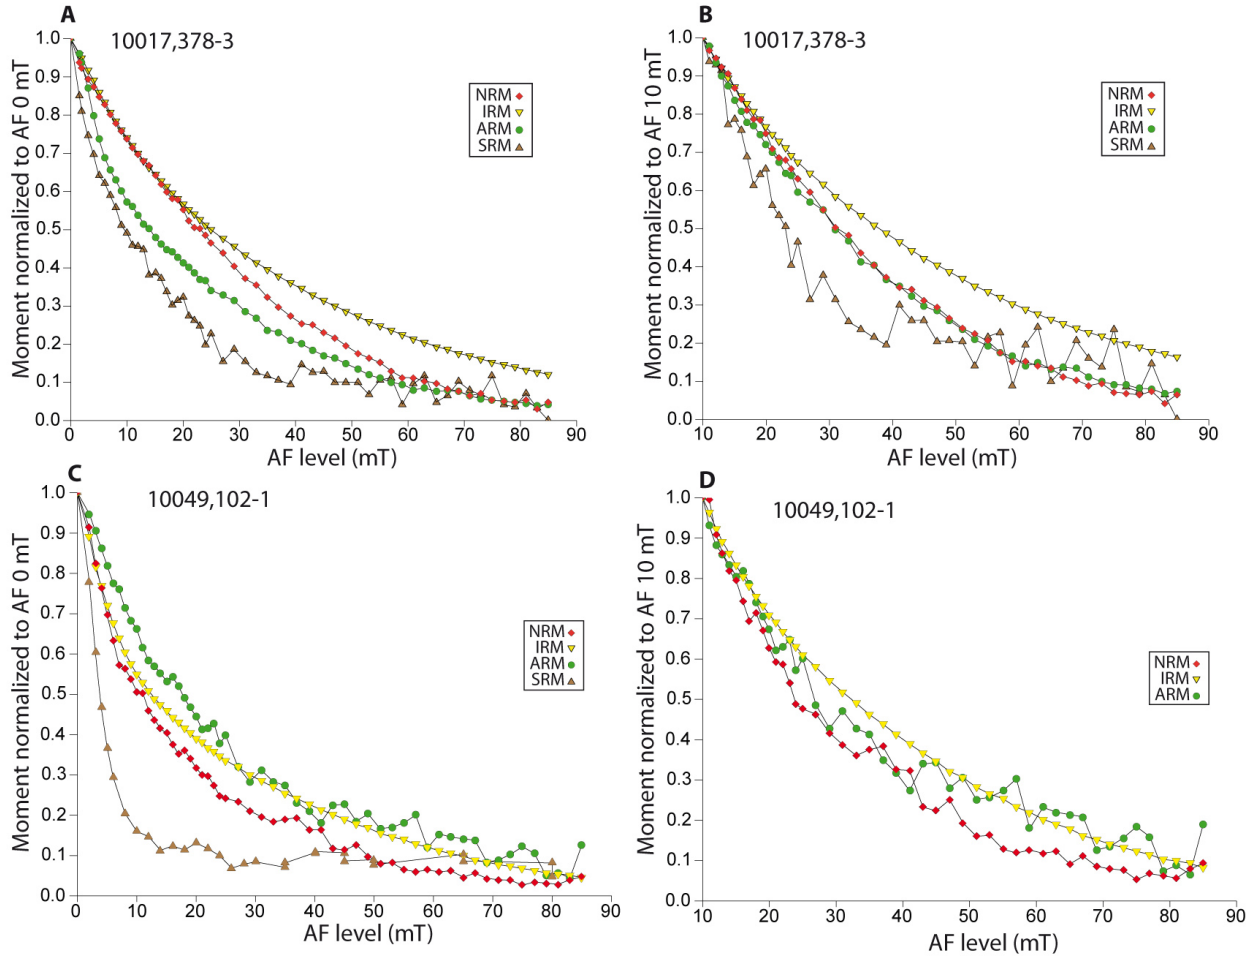 A
10017,378-3
Moment normalized to AF 0 mT
1.0
0.9
0.8
0.7
0.6
0.5
0.4
0.3
0.2
0.1
0.0
0 10 20 30 40 50 60 70 80 90
AF level (mT)
NRM
IRM
ARM
SRM
B
10017,378-3
Moment normalized to AF 10 mT
1.0
0.9
0.8
0.7
0.6
0.5
0.4
0.3
0.2
0.1
0.0
10 20 30 40 50 60 70 80 90
AF level (mT)
NRM
IRM
ARM
SRM
C
10049,102-1
Moment normalized to AF 0 mT
1.0
0.9
0.8
0.7
0.6
0.5
0.4
0.3
0.2
0.1
0.0
0 10 20 30 40 50 60 70 80 90
AF level (mT)
NRM
IRM
ARM
SRM
D
10049,102-1
Moment normalized to AF 10 mT
1.0
0.9
0.8
0.7
0.6
0.5
0.4
0.3
0.2
0.1
0.0
10 20 30 40 50 60 70 80 90
AF level (mT)
NRM
IRM
ARM